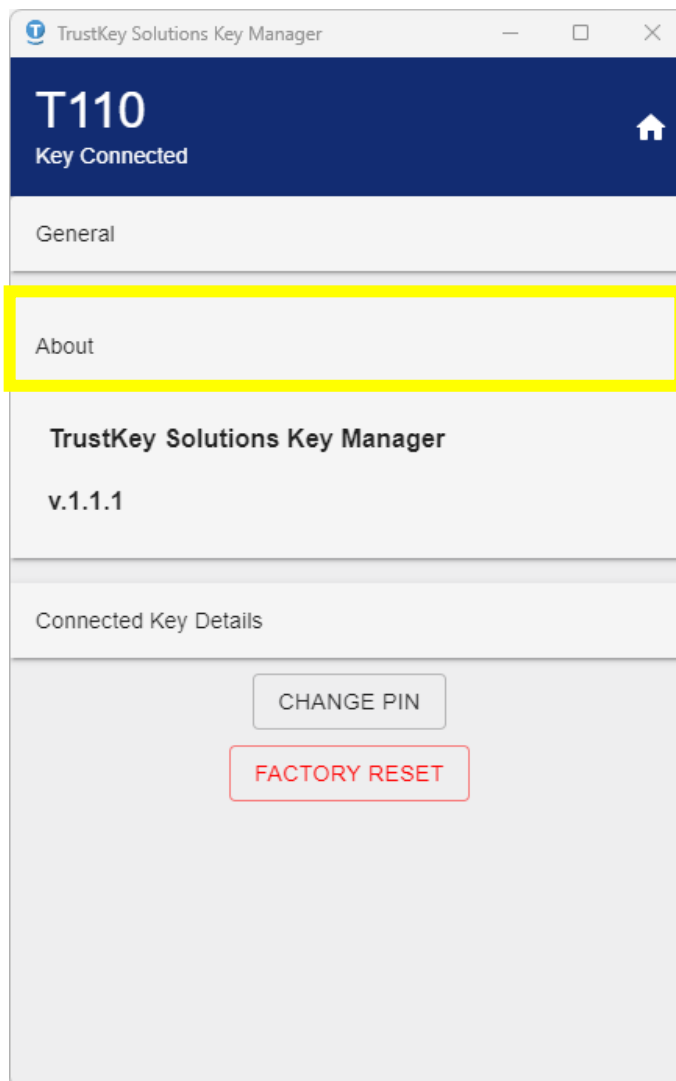 TrustKey Solutions Key Manager
T110
Key Connected
General
About
TrustKey Solutions Key Manager
v.1.1.1
Connected Key Details
CHANGE PIN
FACTORY RESET